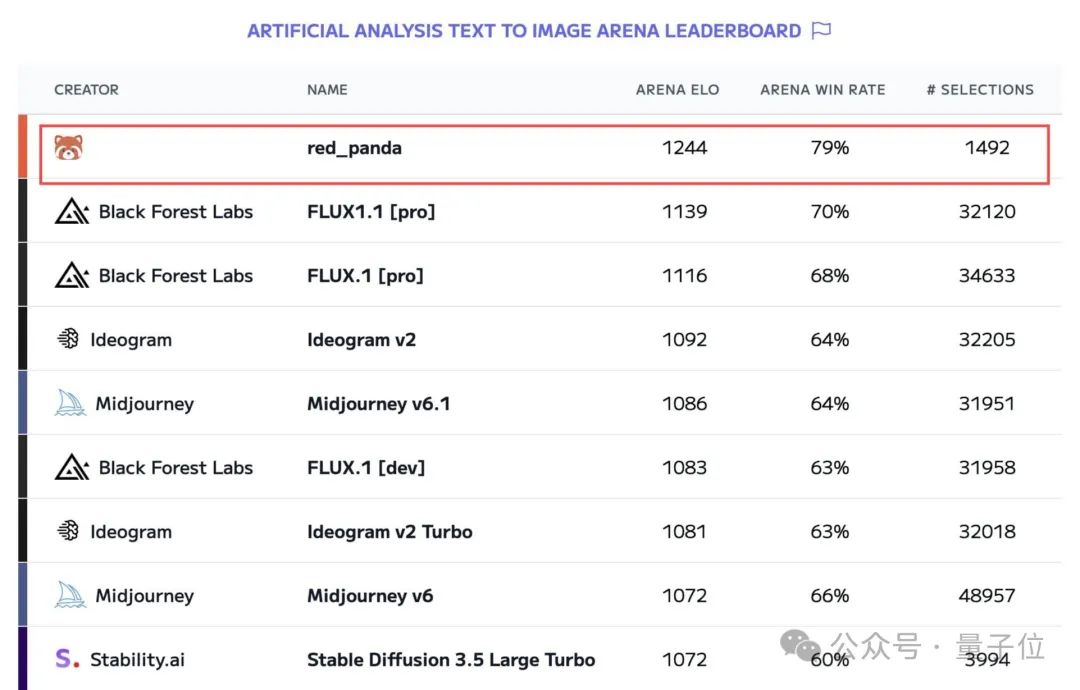 ARTIFICIAL ANALYSIS TEXT TO IMAGE ARENA LEADERBOARD
CREATOR NAME ARENA ELO ARENA WIN RATE # SELECTIONS
red_panda 1244 79% 1492
Black Forest Labs FLUX1.1 [pro] 1139 70% 32120
Black Forest Labs FLUX.1 [pro] 1116 68% 34633
Ideogram Ideogram v2 1092 64% 32205
Midjourney Midjourney v6.1 1086 64% 31951
Black Forest Labs FLUX.1 [dev] 1083 63% 31958
Ideogram Ideogram v2 Turbo 1081 63% 32018
Midjourney Midjourney v6 1072 66% 48957
S. Stability.ai Stable Diffusion 3.5 Large Turbo 1072 60% 3994
公众号 · 量子位